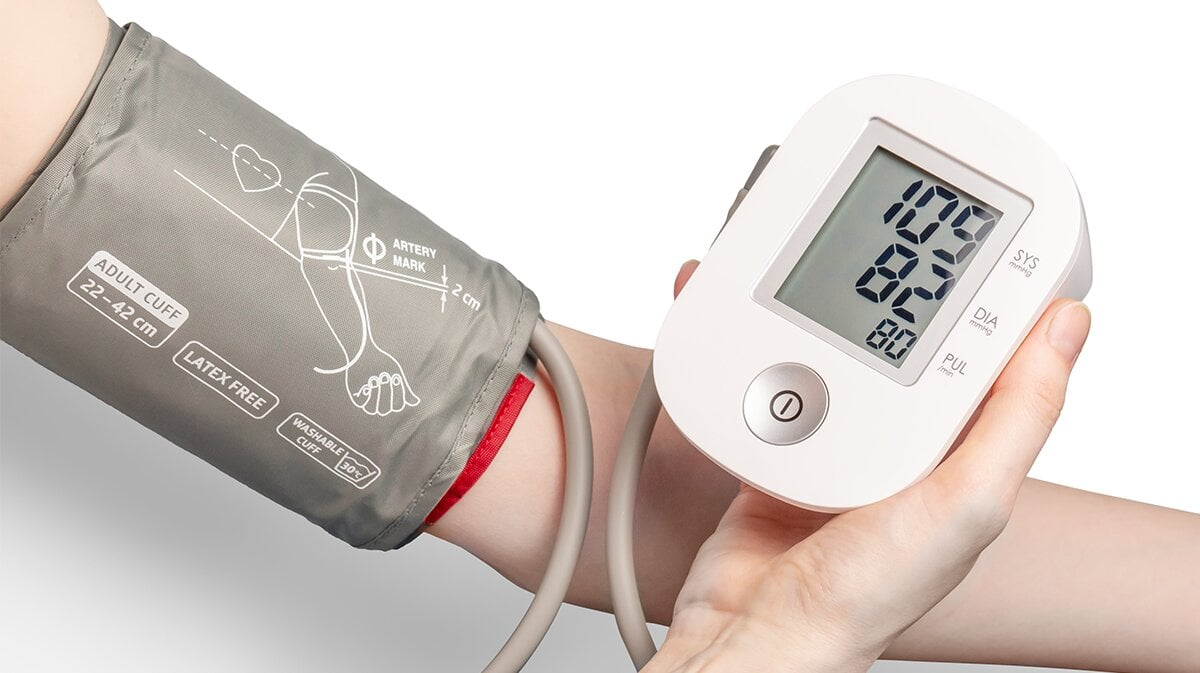 ARTERY
MARK
2 cm
ADULT CUFF
22-42 cm
LATEX FREE
WASHABLE
CUFF
30°C
109
82
80
SYS
mmHg
DIA
mmHg
PUL
/min